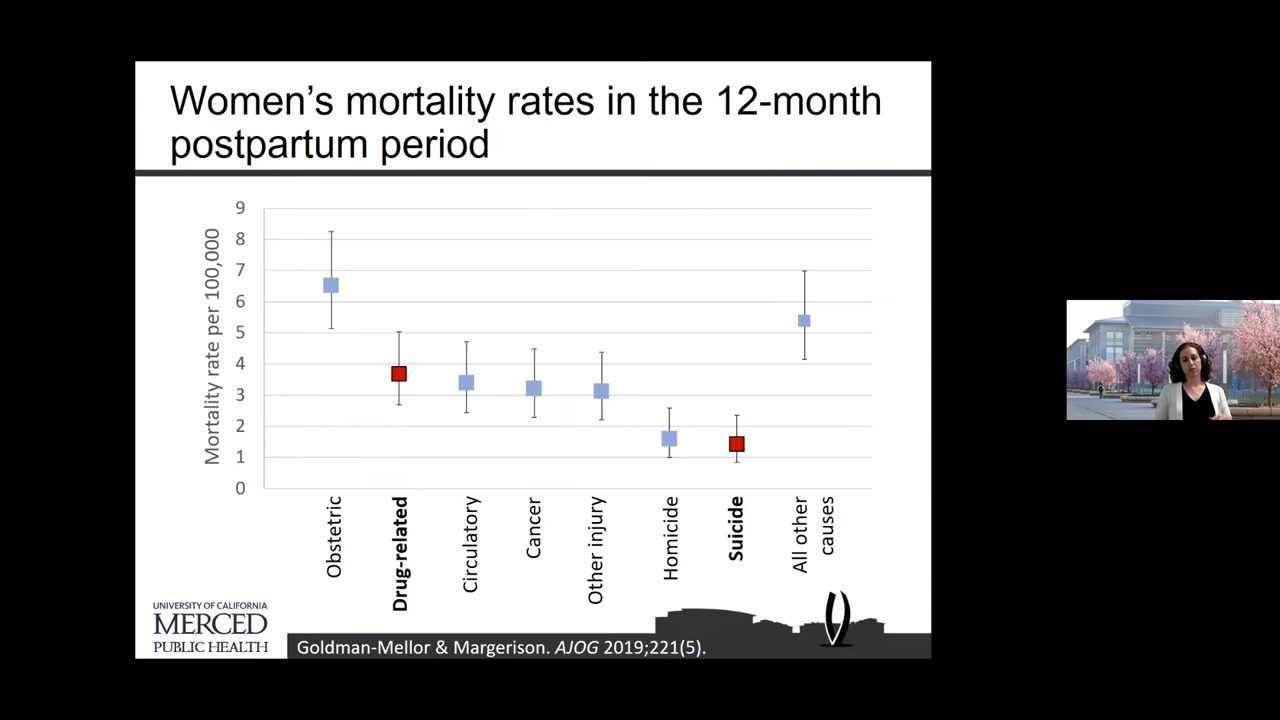 Women's mortality rates in the 12-month
postpartum period
Mortality rate per 100,000
9
8
7
6
5
4
3
2
1
0
Obstetric
Drug-related
Circulatory
Cancer
Other injury
Homicide
Suicide
All other
causes
UNIVERSITY OF CALIFORNIA
MERCED
PUBLIC HEALTH
Goldman-Mellor & Margerison. AJOG 2019;221(5).